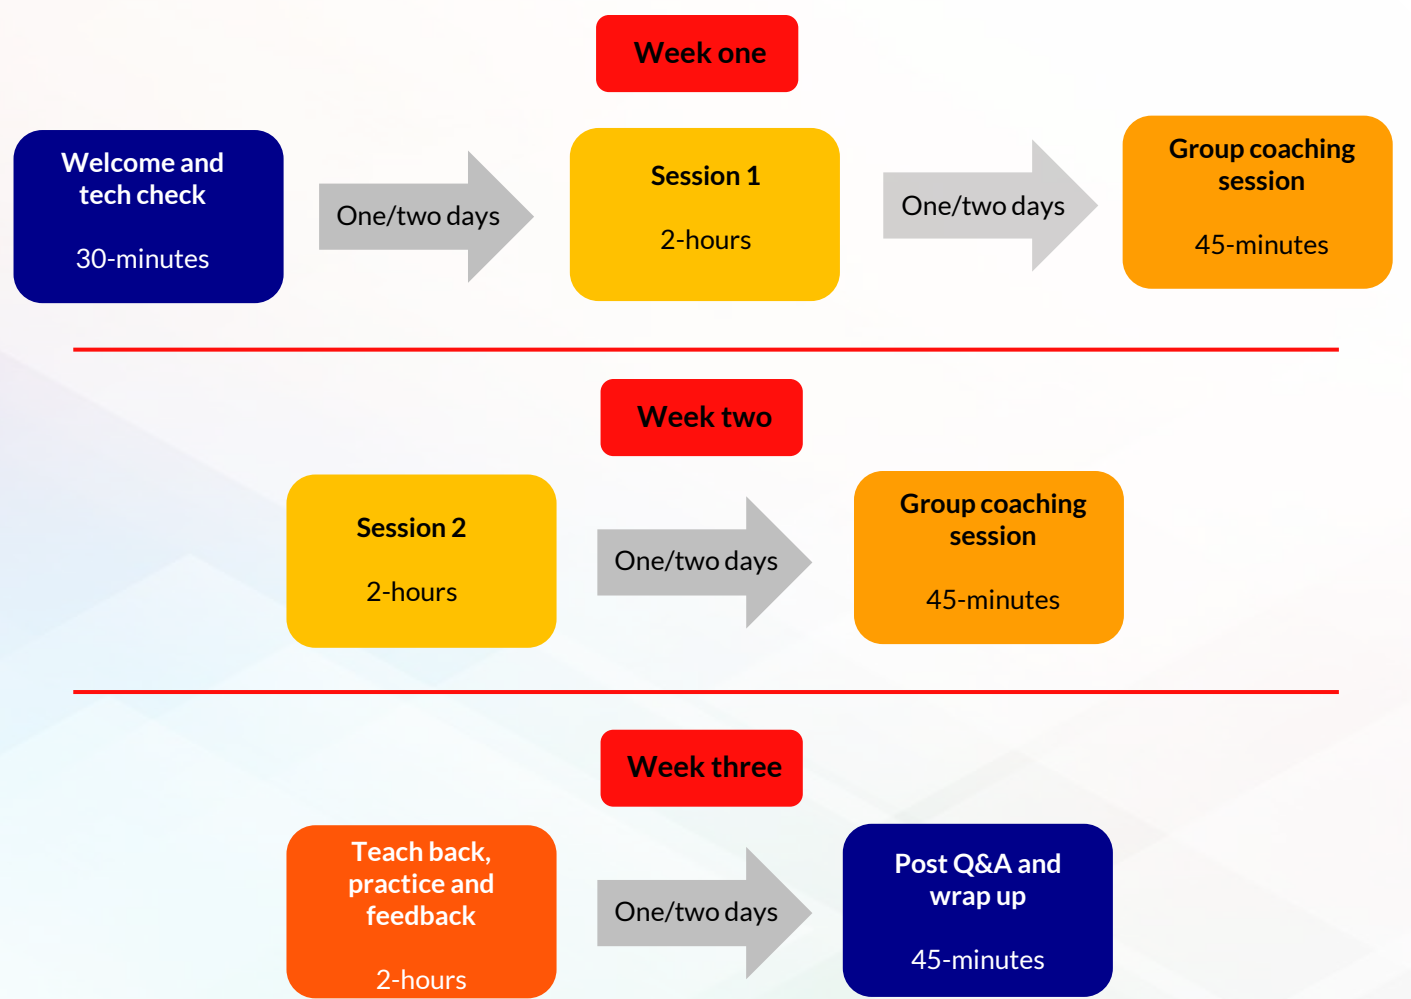 Week one
Welcome and
tech check
30-minutes
One/two days
Session 1
2-hours
One/two days
Group coaching
session
45-minutes
Week two
Session 2
2-hours
One/two days
Group coaching
session
45-minutes
Week three
Teach back,
practice and
feedback
2-hours
One/two days
Post Q&A and
wrap up
45-minutes